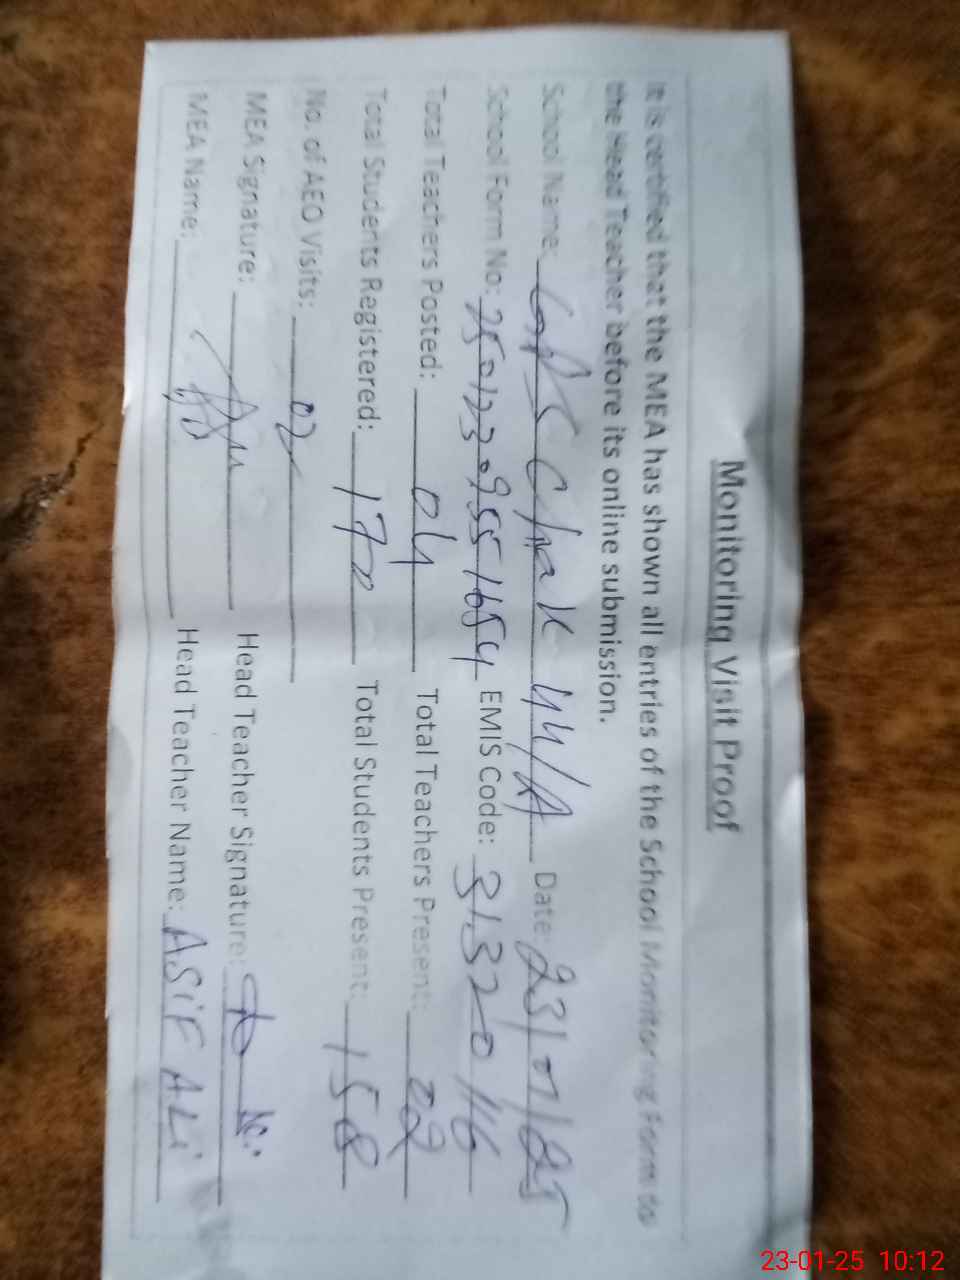 Monitoring Visit Proof
It is certified that the MEA has shown all entries of the School Monitoring Form to
the Head Teacher before its online submission.
School Name: GPS Chak 44/A Date: 23/01/25
School Form No: EMIS Code: 31320116
Total Teachers Posted: 04 Total Teachers Present:
Total Students Registered: 172 Total Students Present: 158
No. of AEO Visits: 02
MEA Signature: Head Teacher Signature:
MEA Name: Head Teacher Name: ASiF ALi
23-01-25 10:12